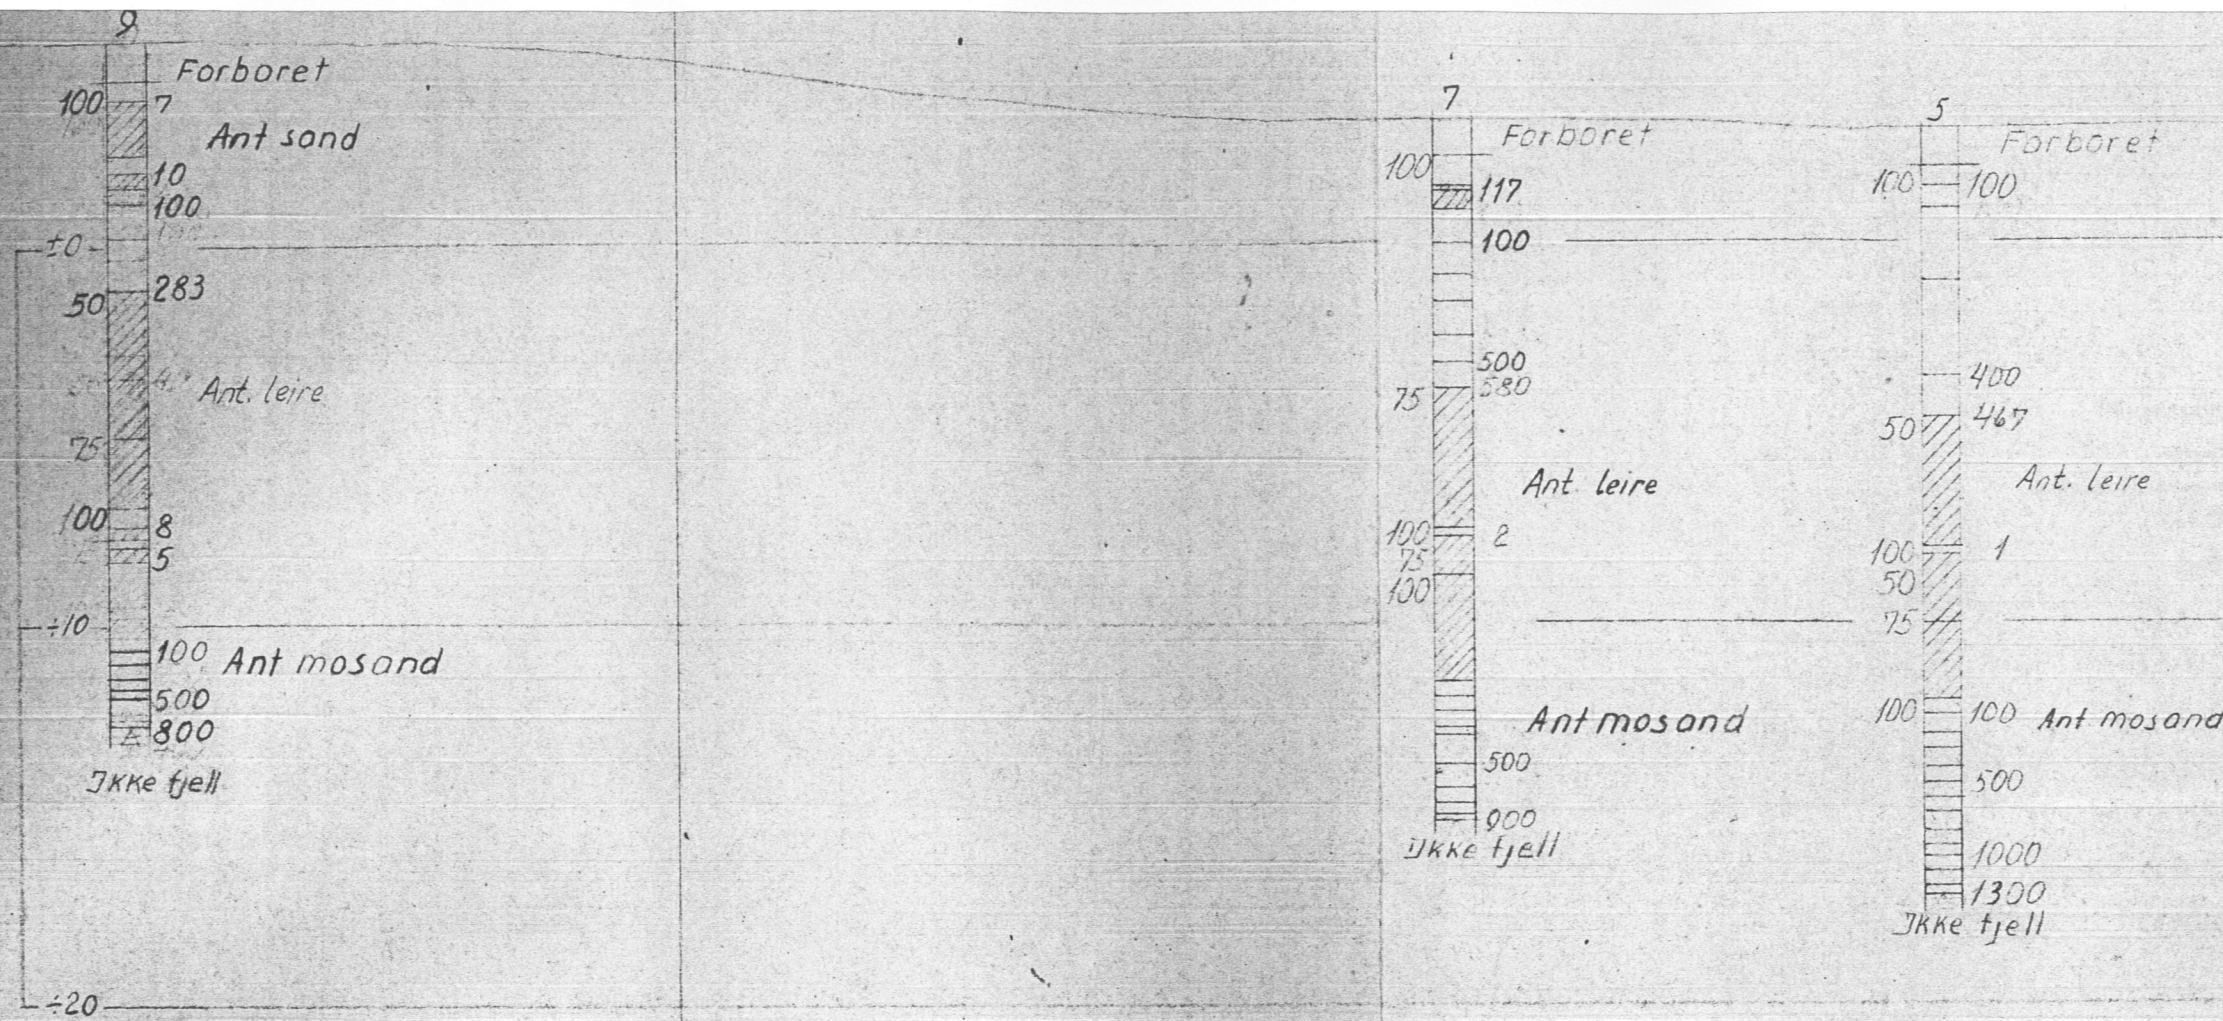 9
Forboret
100 7
Ant sand
10
100
±0
283
50
Ant. leire
75
100 8
5
÷10
100 Ant mosand
500
800
Ikke fjell
÷20
7
Forboret
100
117
100
500
580
75
Ant. leire
100 2
75
100
Ant mosand
500
900
Ikke fjell
5
Forboret
100 100
400
467
50
Ant. leire
100 1
50
75
100 100 Ant mosand
500
1000
1300
Ikke fjell